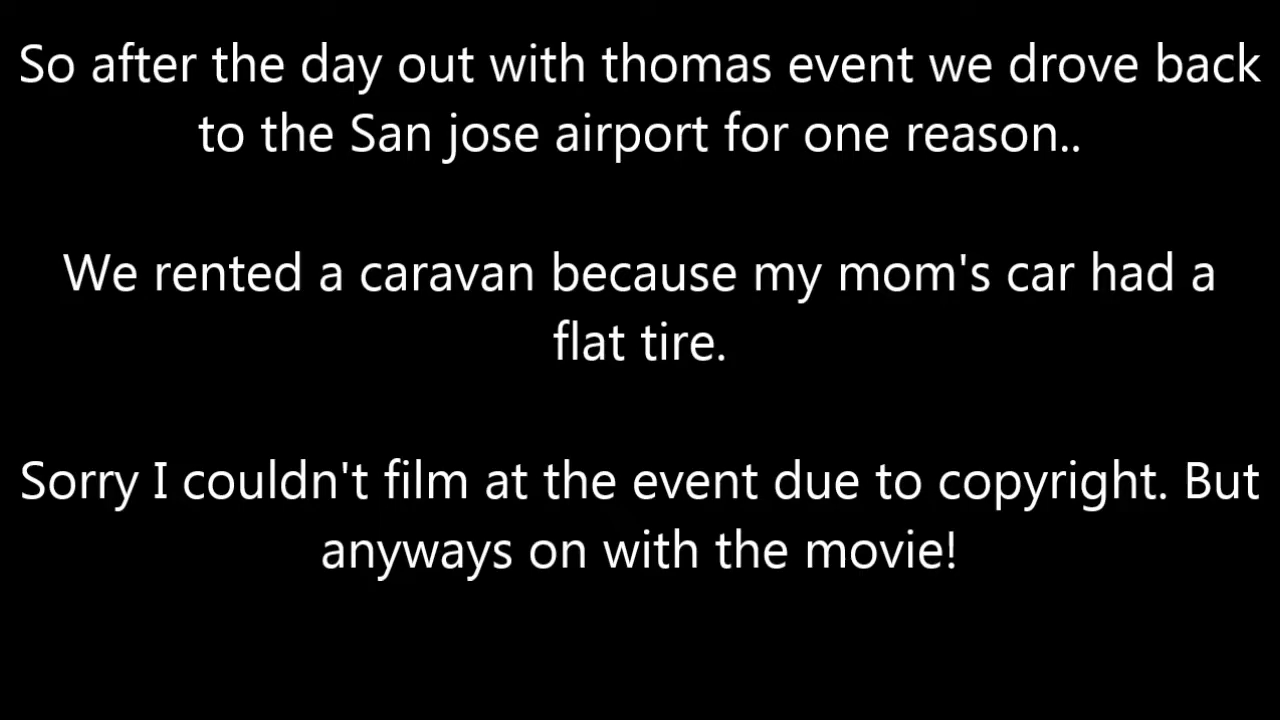 So after the day out with thomas event we drove back
to the San jose airport for one reason..
We rented a caravan because my mom's car had a
flat tire.
Sorry I couldn't film at the event due to copyright. But
anyways on with the movie!